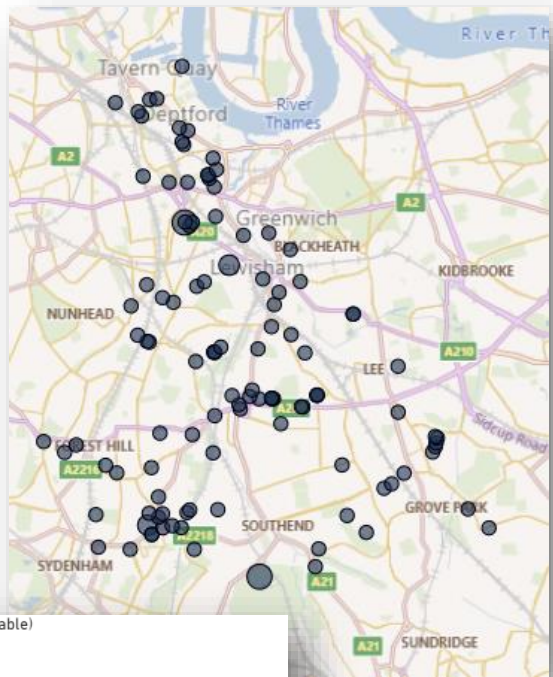 River Th
Tavern Quay
Deptford
River
Thames
A2
A2
A20
Greenwich
BLACKHEATH
Lewisham
KIDBROOKE
NUNHEAD
A210
LEE
Sidcup Road
FOREST HILL
A2216
GROVE PARK
SOUTHEND
A2218
SYDENHAM
A21
A21
SUNDRIDGE
able)